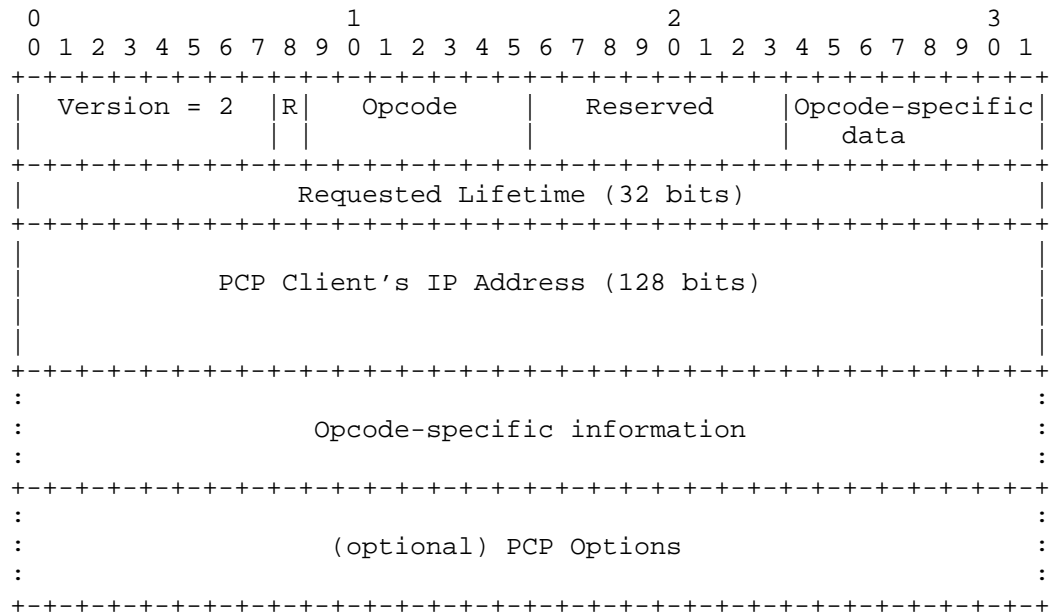 0                   1                   2                   3
 0 1 2 3 4 5 6 7 8 9 0 1 2 3 4 5 6 7 8 9 0 1 2 3 4 5 6 7 8 9 0 1
+-+-+-+-+-+-+-+-+-+-+-+-+-+-+-+-+-+-+-+-+-+-+-+-+-+-+-+-+-+-+-+-+
|  Version = 2  |R|   Opcode    |   Reserved    |Opcode-specific|
|               | |             |               |   data        |
+-+-+-+-+-+-+-+-+-+-+-+-+-+-+-+-+-+-+-+-+-+-+-+-+-+-+-+-+-+-+-+-+
|                 Requested Lifetime (32 bits)                  |
+-+-+-+-+-+-+-+-+-+-+-+-+-+-+-+-+-+-+-+-+-+-+-+-+-+-+-+-+-+-+-+-+
|                                                               |
|            PCP Client’s IP Address (128 bits)                 |
|                                                               |
|                                                               |
+-+-+-+-+-+-+-+-+-+-+-+-+-+-+-+-+-+-+-+-+-+-+-+-+-+-+-+-+-+-+-+-+
:                                                               :
:                  Opcode-specific information                  :
:                                                               :
+-+-+-+-+-+-+-+-+-+-+-+-+-+-+-+-+-+-+-+-+-+-+-+-+-+-+-+-+-+-+-+-+
:                                                               :
:                   (optional) PCP Options                      :
:                                                               :
+-+-+-+-+-+-+-+-+-+-+-+-+-+-+-+-+-+-+-+-+-+-+-+-+-+-+-+-+-+-+-+-+